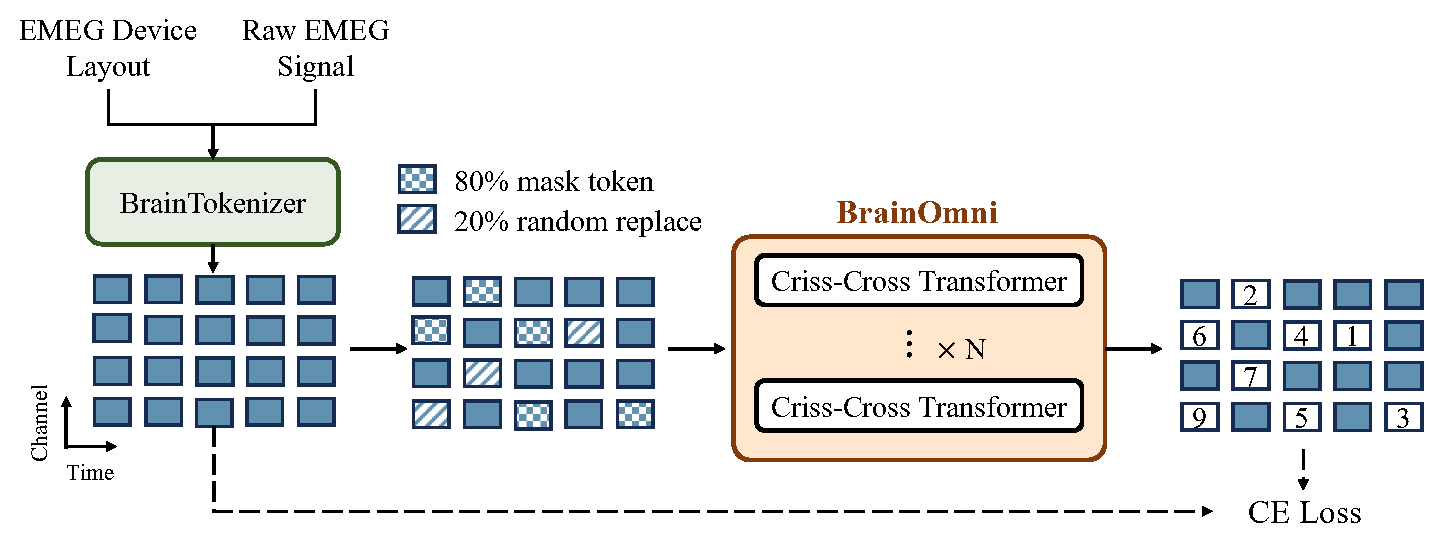 EMEG Device
Layout
Raw EMEG
Signal
BrainTokenizer
80% mask token
20% random replace
BrainOmni
Criss-Cross Transformer
⋮ × N
Criss-Cross Transformer
Channel
Time
2
6 4 1
7
9 5 3
CE Loss